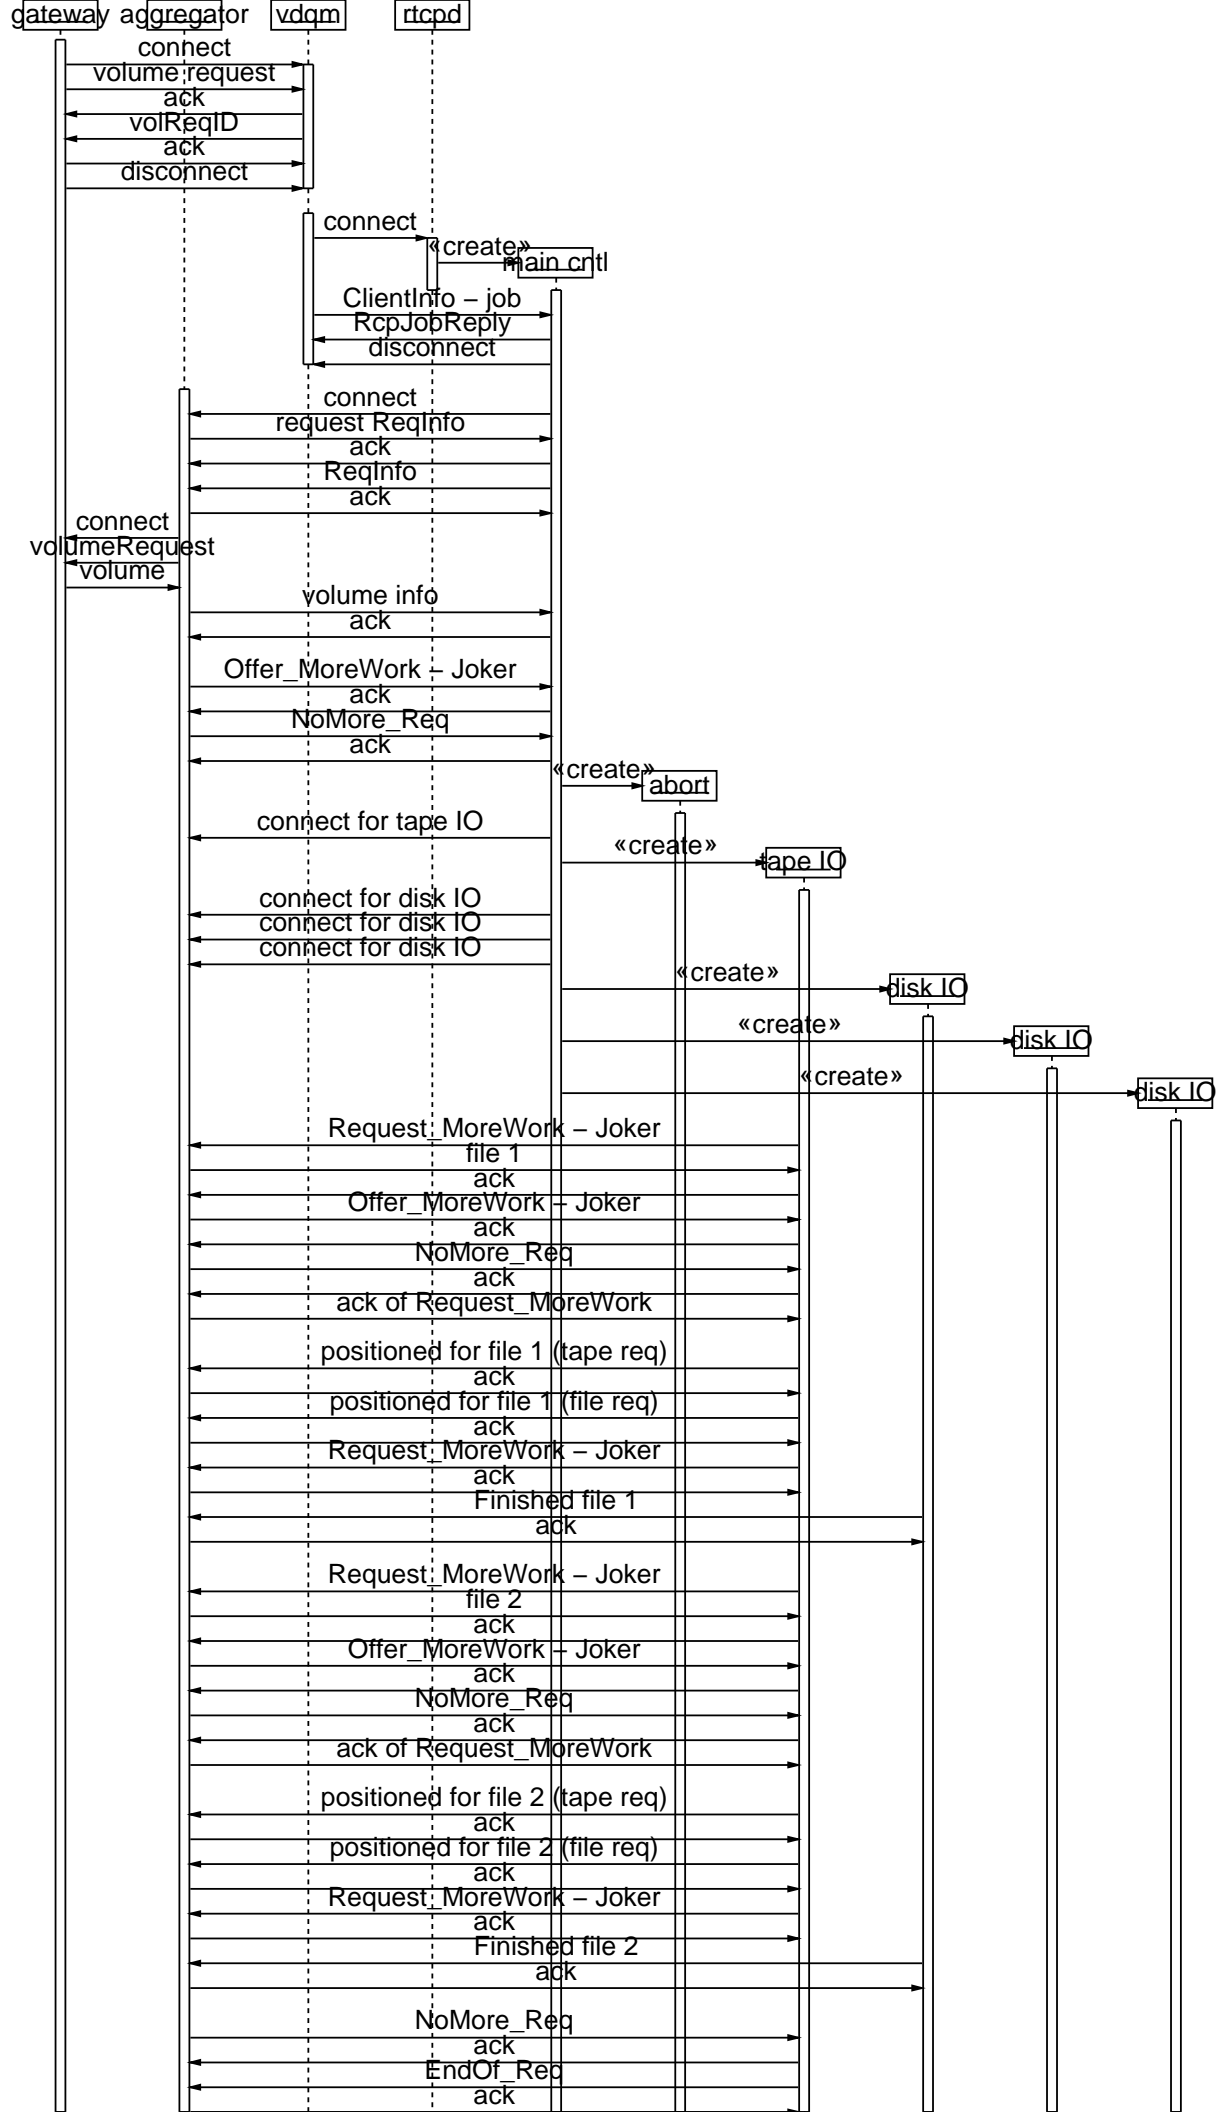 gateway aggregator vdqm rtcpd
connect
volume request
ack
volReqID
ack
disconnect
connect
«create»
main cntl
ClientInfo – job
RcpJobReply
disconnect
connect
request ReqInfo
ack
ReqInfo
ack
connect
volumeRequest
volume
volume info
ack
Offer_MoreWork – Joker
ack
NoMore_Req
ack
«create»
abort
connect for tape IO
«create»
tape IO
connect for disk IO
connect for disk IO
connect for disk IO
«create»
disk IO
«create»
disk IO
«create»
disk IO
Request_MoreWork – Joker
file 1
ack
Offer_MoreWork – Joker
ack
NoMore_Req
ack
ack of Request_MoreWork
positioned for file 1 (tape req)
ack
positioned for file 1 (file req)
ack
Request_MoreWork – Joker
ack
Finished file 1
ack
Request_MoreWork – Joker
file 2
ack
Offer_MoreWork – Joker
ack
NoMore_Req
ack
ack of Request_MoreWork
positioned for file 2 (tape req)
ack
positioned for file 2 (file req)
ack
Request_MoreWork – Joker
ack
Finished file 2
ack
NoMore_Req
ack
EndOf_Req
ack